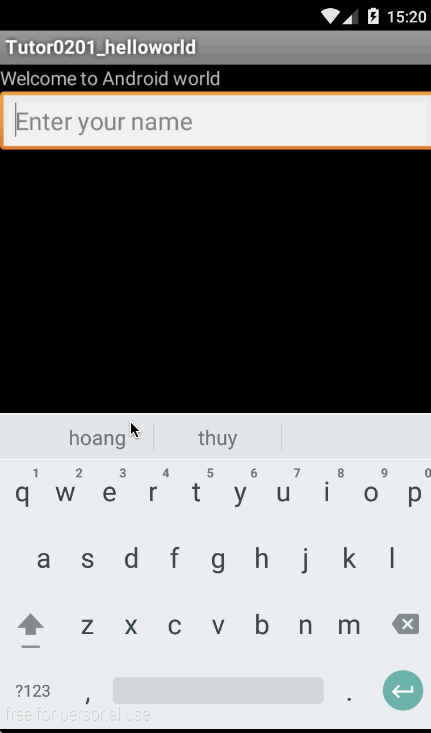 15:20
Tutor0201_helloworld
Welcome to Android world
Enter your name
hoang thuy
1 2 3 4 5 6 7 8 9 0
q w e r t y u i o p
a s d f g h j k l
z x c v b n m
?123 , .
free for personal use